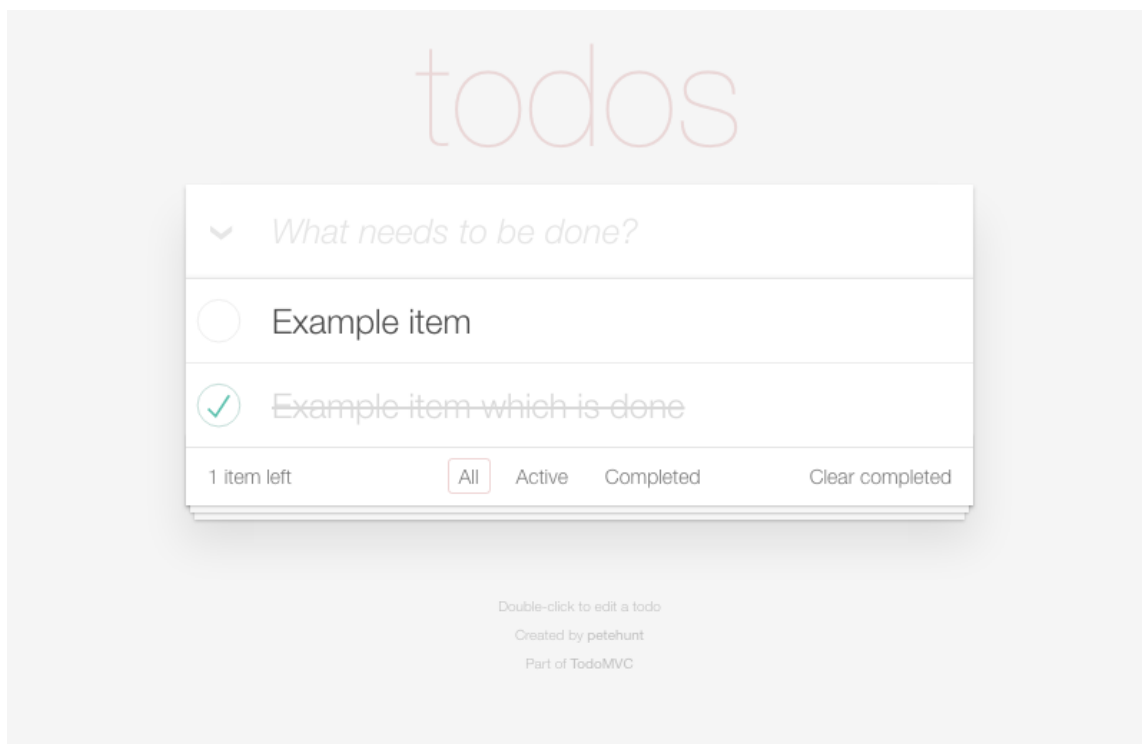 todos
What needs to be done?
Example item
Example item which is done
1 item left All Active Completed Clear completed
Double-click to edit a todo
Created by petehunt
Part of TodoMVC